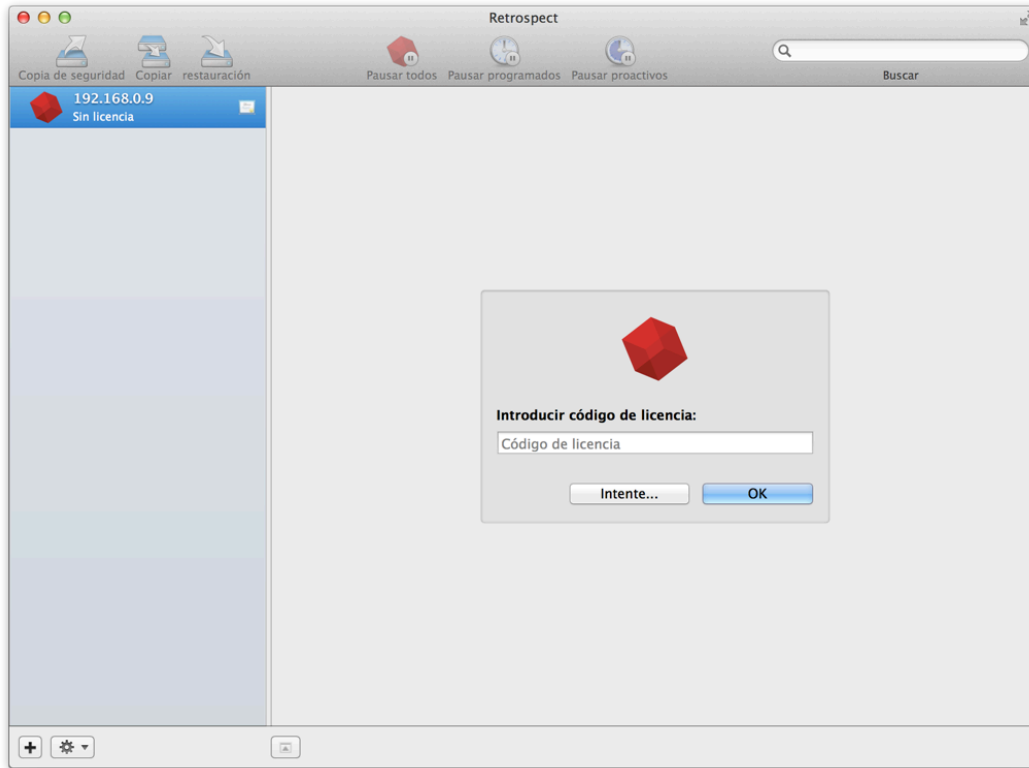 Retrospect
Copia de seguridad Copiar restauración Pausar todos Pausar programados Pausar proactivos Buscar
192.168.0.9
Sin licencia
Introducir código de licencia:
Código de licencia
Intente... OK